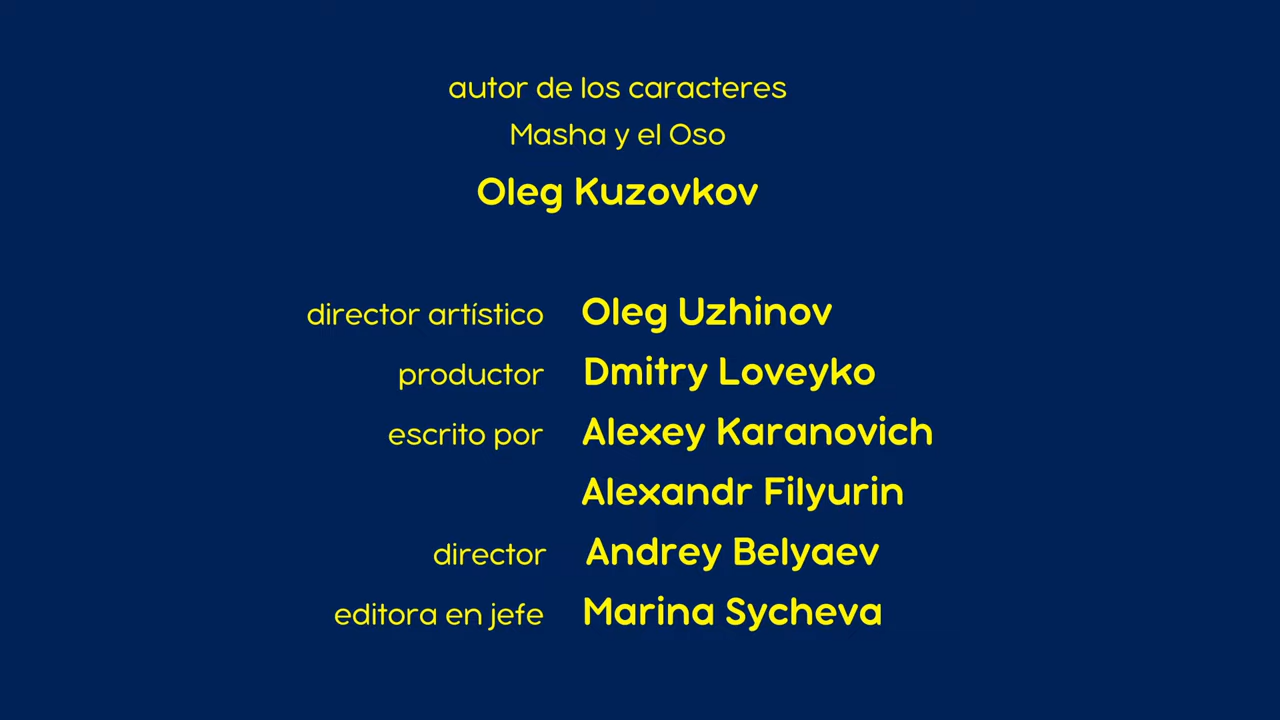 autor de los caracteres
Masha y el Oso
Oleg Kuzovkov
director artístico Oleg Uzhinov
productor Dmitry Loveyko
escrito por Alexey Karanovich
Alexandr Filyurin
director Andrey Belyaev
editora en jefe Marina Sycheva